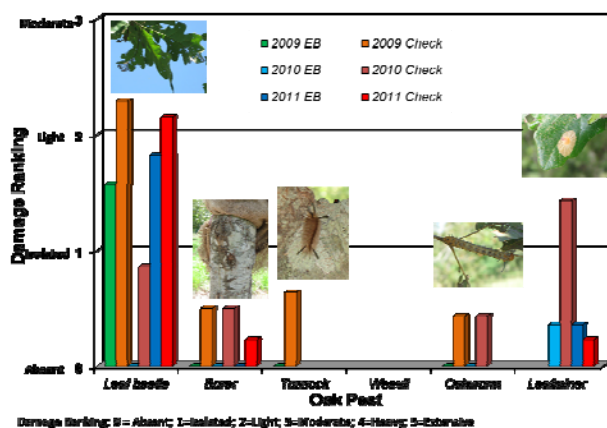 Moderate 3
2009 EB 2009 Check
2010 EB 2010 Check
2011 EB 2011 Check
Light 2
Damage Ranking
Isolated 1
Absent 0
Leaf beetle Borer Tussock Weevil Oakworm Leaftainer
Oak Pest
Damage Ranking: 0 = Absent; 1=Isolated; 2=Light; 3=Moderate; 4=Heavy; 5=Extensive